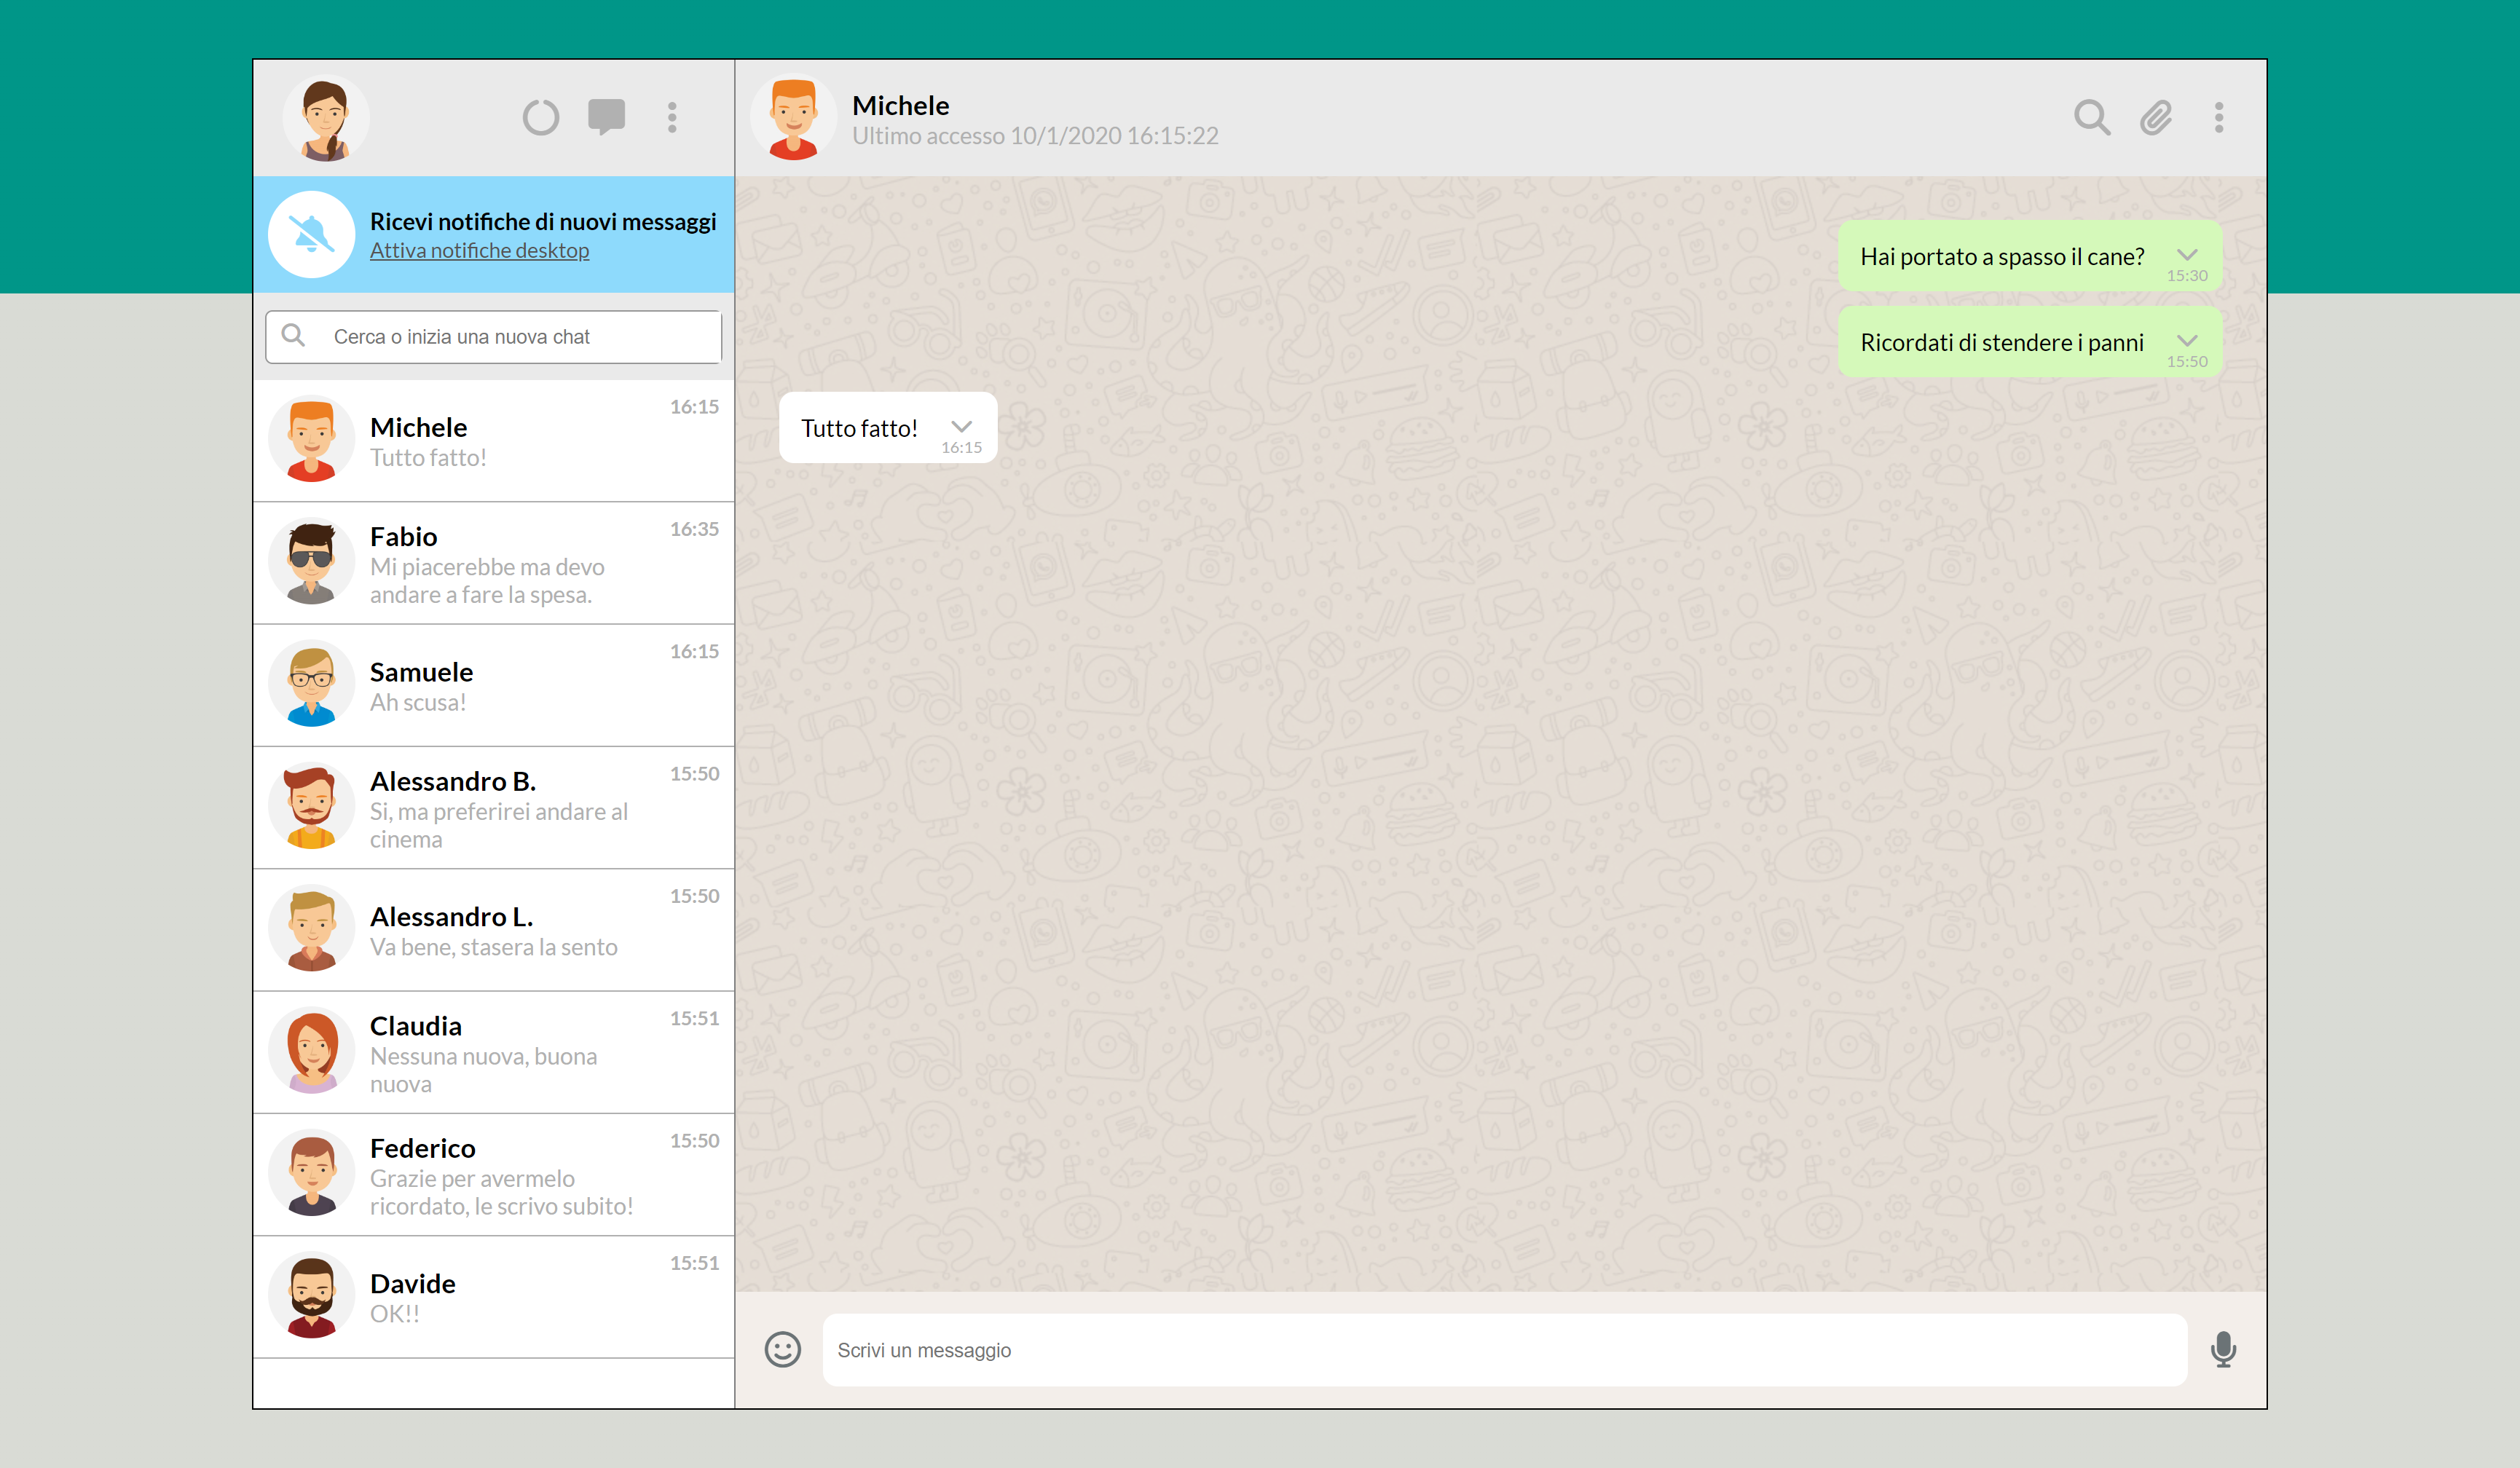 Ricevi notifiche di nuovi messaggi
Attiva notifiche desktop
Cerca o inizia una nuova chat
Michele
16:15
Tutto fatto!
Fabio
16:35
Mi piacerebbe ma devo
andare a fare la spesa.
Samuele
16:15
Ah scusa!
Alessandro B.
15:50
Si, ma preferirei andare al
cinema
Alessandro L.
15:50
Va bene, stasera la sento
Claudia
15:51
Nessuna nuova, buona
nuova
Federico
15:50
Grazie per avermelo
ricordato, le scrivo subito!
Davide
15:51
OK!!
Michele
Ultimo accesso 10/1/2020 16:15:22
Hai portato a spasso il cane?
15:30
Ricordati di stendere i panni
15:50
Tutto fatto!
16:15
Scrivi un messaggio